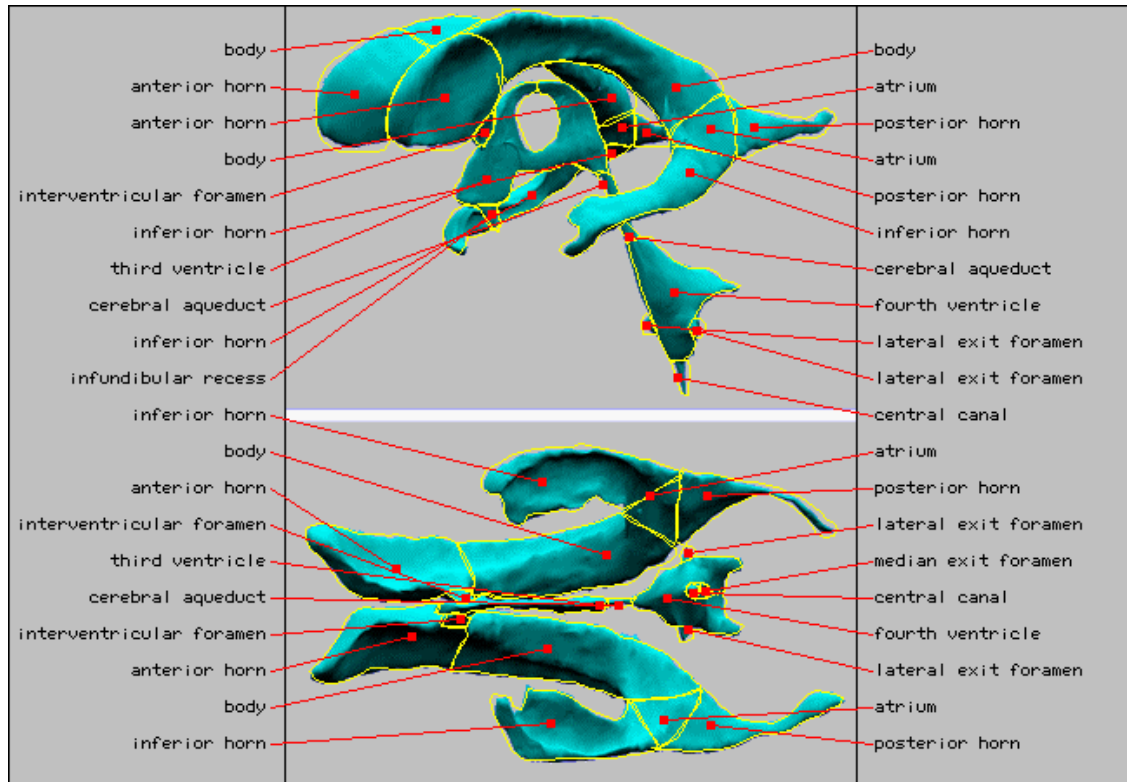 body
anterior horn
anterior horn
body
interventricular foramen
inferior horn
third ventricle
cerebral aqueduct
inferior horn
infundibular recess
inferior horn
body
anterior horn
interventricular foramen
third ventricle
cerebral aqueduct
interventricular foramen
anterior horn
body
inferior horn
body
atrium
posterior horn
atrium
posterior horn
inferior horn
cerebral aqueduct
fourth ventricle
lateral exit foramen
lateral exit foramen
central canal
atrium
posterior horn
lateral exit foramen
median exit foramen
central canal
fourth ventricle
lateral exit foramen
atrium
posterior horn